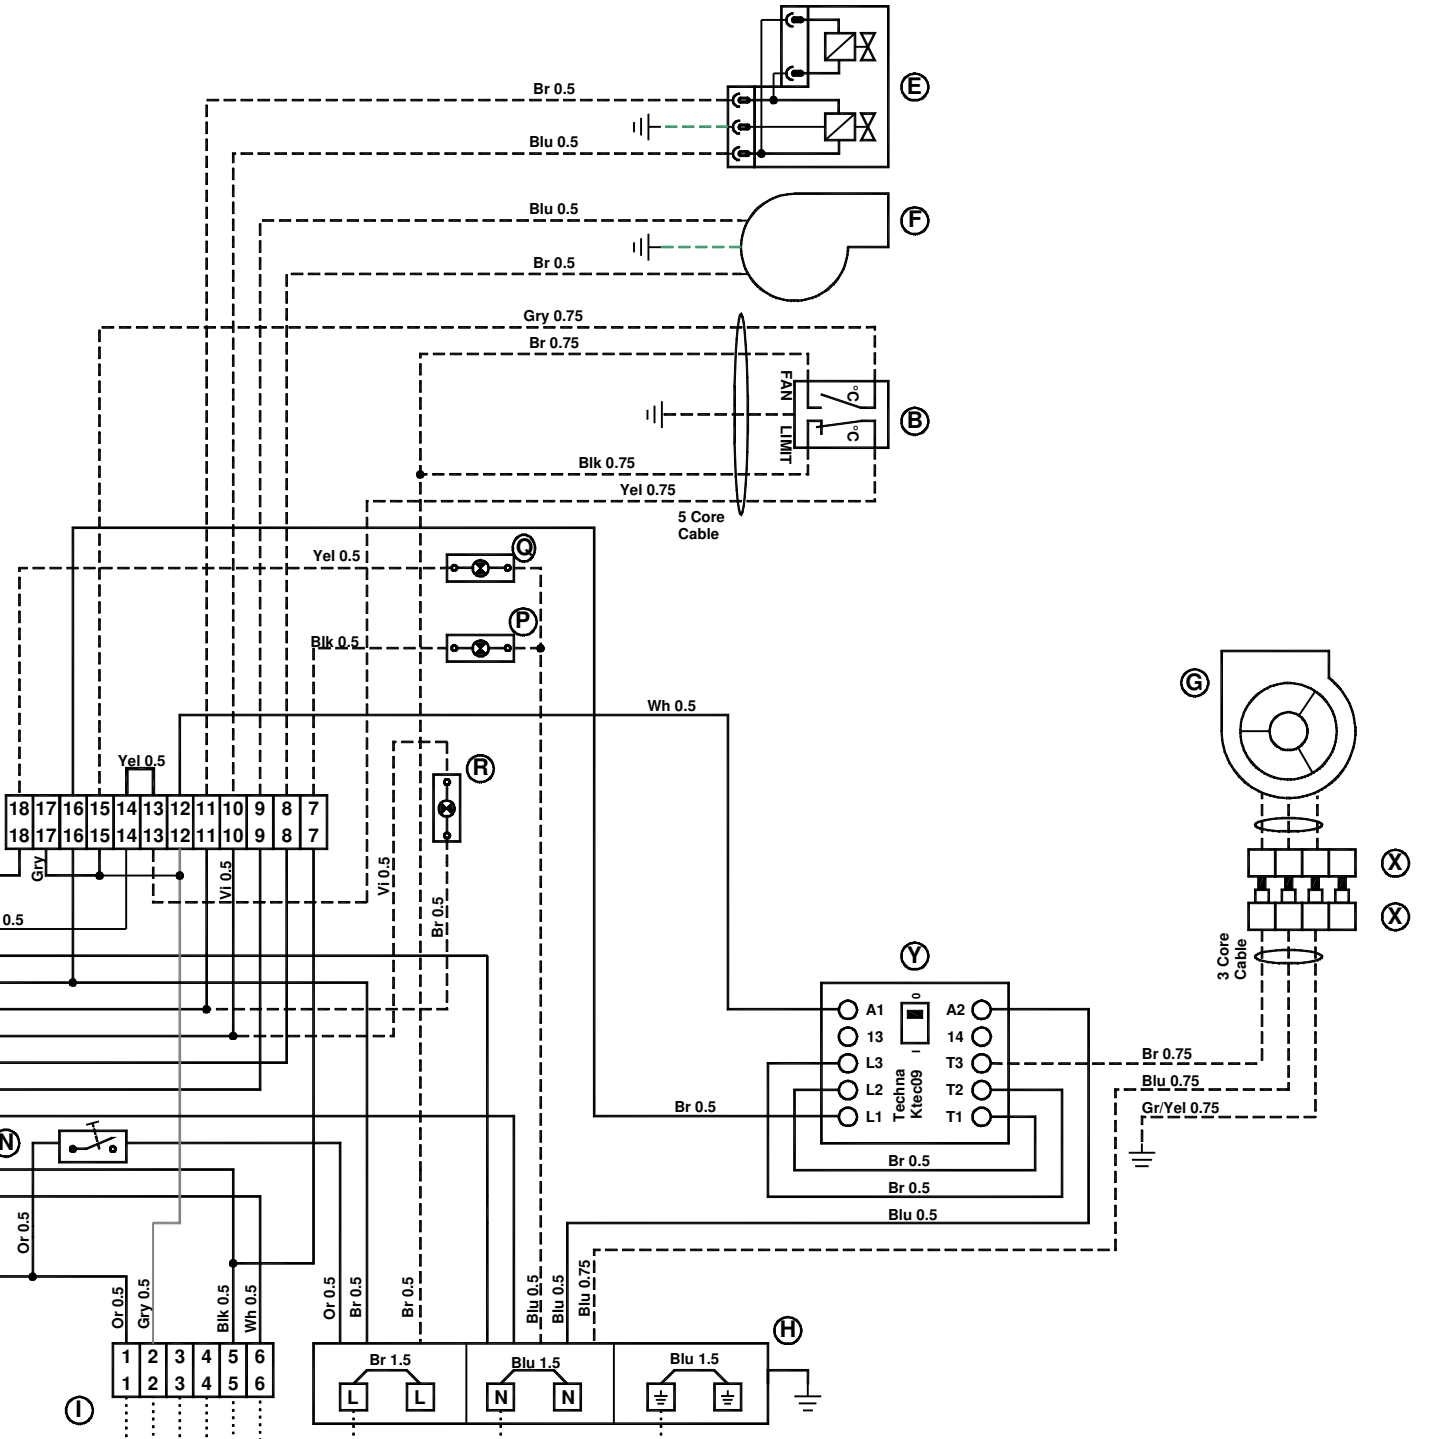 E
Br 0.5
Blu 0.5
Blu 0.5
F
Br 0.5
Gry 0.75
Br 0.75
FAN
°C
B
LIMIT
°C
Blk 0.75
Yel 0.75
5 Core
Cable
Yel 0.5
Q
Blk 0.5
P
G
Wh 0.5
Yel 0.5
R
18 17 16 15 14 13 12 11 10 9 8 7
18 17 16 15 14 13 12 11 10 9 8 7
X
Gry
Vi 0.5
Vi 0.5
Br 0.5
0.5
X
3 Core
Cable
Y
A1
0
A2
13
14
L3
I
T3
Br 0.75
L2
Techna
Ktec09
T2
Blu 0.75
L1
T1
Br 0.5
Gr/Yel 0.75
N
Br 0.5
Br 0.5
Blu 0.5
Or 0.5
Or 0.5
Gry 0.5
Blk 0.5
Wh 0.5
Or 0.5
Br 0.5
Br 0.5
Blu 0.5
Blu 0.5
Blu 0.75
H
1 2 3 4 5 6
1 2 3 4 5 6
I
Br 1.5
Blu 1.5
Blu 1.5
L L
N N